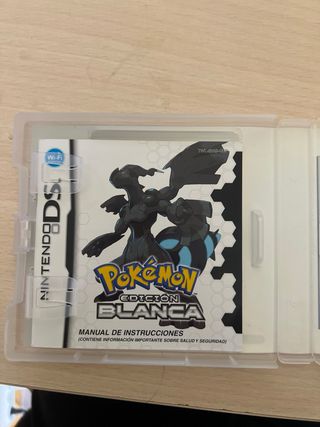 Wi-Fi
NINTENDO DS
POKéMON
EDICIÓN
BLANCA
MANUAL DE INSTRUCCIONES
(CONTIENE INFORMACIÓN IMPORTANTE SOBRE SALUD Y SEGURIDAD)